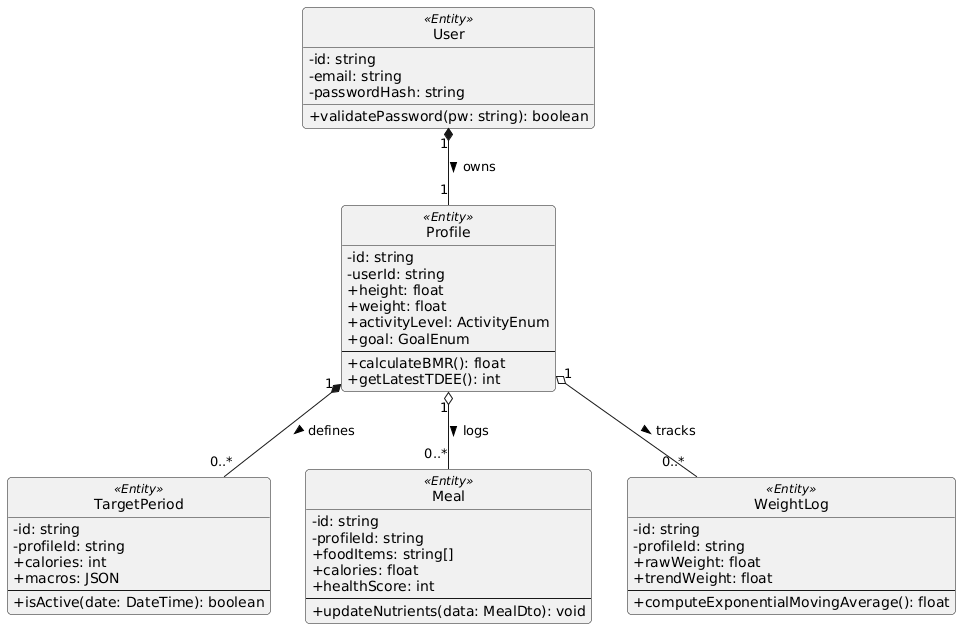 «Entity»
User
-id: string
-email: string
-passwordHash: string
+validatePassword(pw: string): boolean
1
owns
1
«Entity»
Profile
-id: string
-userId: string
+height: float
+weight: float
+activityLevel: ActivityEnum
+goal: GoalEnum
+calculateBMR(): float
+getLatestTDEE(): int
1
1
1
defines
logs
tracks
0..*
0..*
0..*
«Entity»
TargetPeriod
-id: string
-profileId: string
+calories: int
+macros: JSON
+isActive(date: DateTime): boolean
«Entity»
Meal
-id: string
-profileId: string
+foodItems: string[]
+calories: float
+healthScore: int
+updateNutrients(data: MealDto): void
«Entity»
WeightLog
-id: string
-profileId: string
+rawWeight: float
+trendWeight: float
+computeExponentialMovingAverage(): float